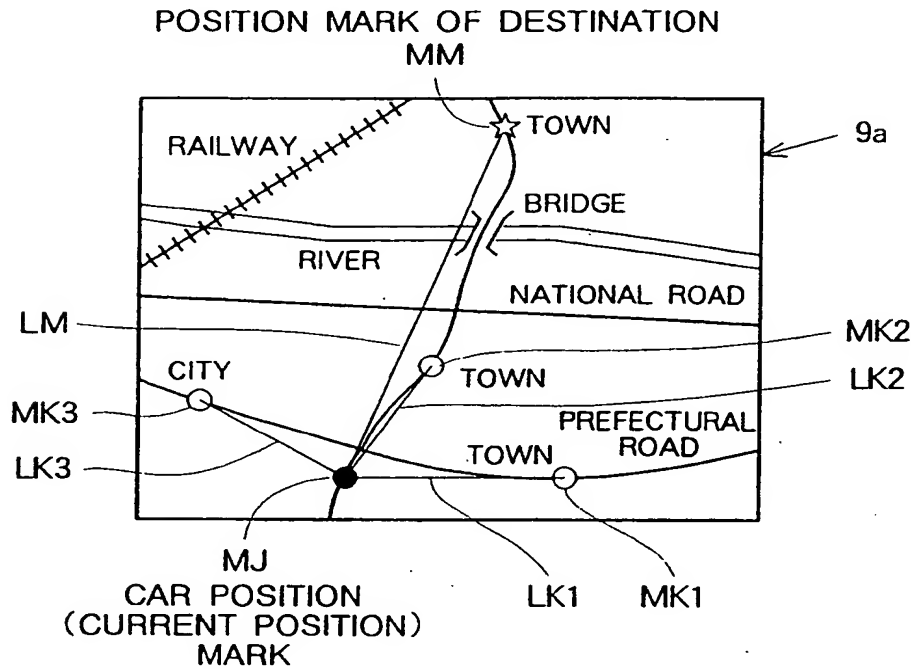 POSITION MARK OF DESTINATION
MM
TOWN
9a
RAILWAY
BRIDGE
RIVER
NATIONAL ROAD
LM
MK2
CITY
TOWN
LK2
MK3
PREFECTURAL
ROAD
TOWN
LK3
MJ
LK1
MK1
CAR POSITION
(CURRENT POSITION)
MARK